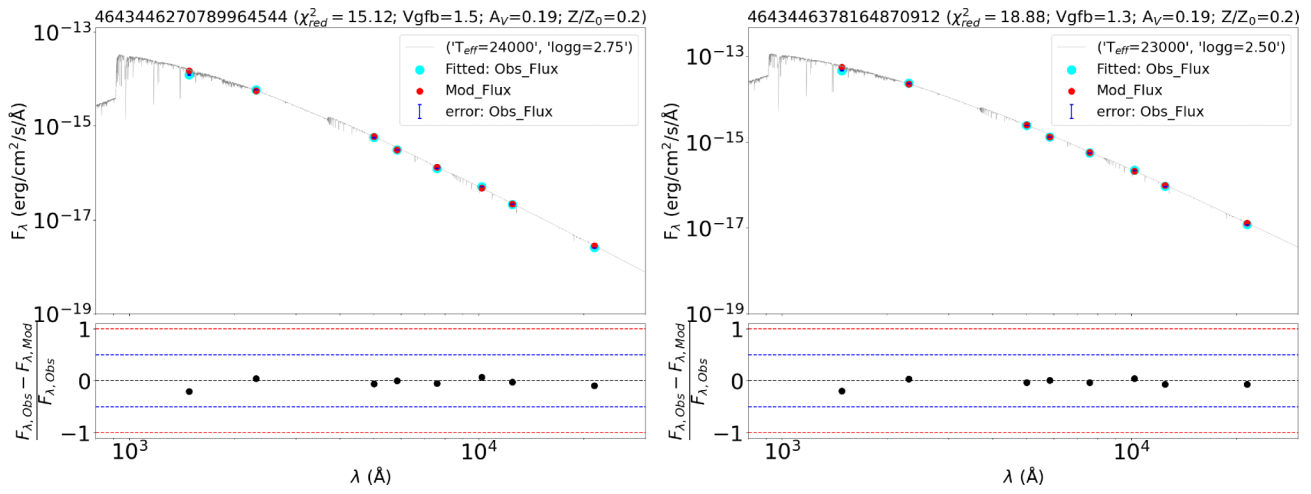 4643446270789964544 (χ²red = 15.12; Vgfb=1.5; AV=0.19; Z/Z0=0.2)
10⁻¹³
10⁻¹⁵
10⁻¹⁷
10⁻¹⁹
Fλ (erg/cm²/s/Å)
('Teff=24000', 'logg=2.75')
Fitted: Obs_Flux
Mod_Flux
error: Obs_Flux
1
0
−1
Fλ,Obs − Fλ,Mod
Fλ,Obs
10³
10⁴
λ (Å)
4643446378164870912 (χ²red = 18.88; Vgfb=1.3; AV=0.19; Z/Z0=0.2)
10⁻¹³
10⁻¹⁵
10⁻¹⁷
10⁻¹⁹
Fλ (erg/cm²/s/Å)
('Teff=23000', 'logg=2.50')
Fitted: Obs_Flux
Mod_Flux
error: Obs_Flux
1
0
−1
Fλ,Obs − Fλ,Mod
Fλ,Obs
10³
10⁴
λ (Å)